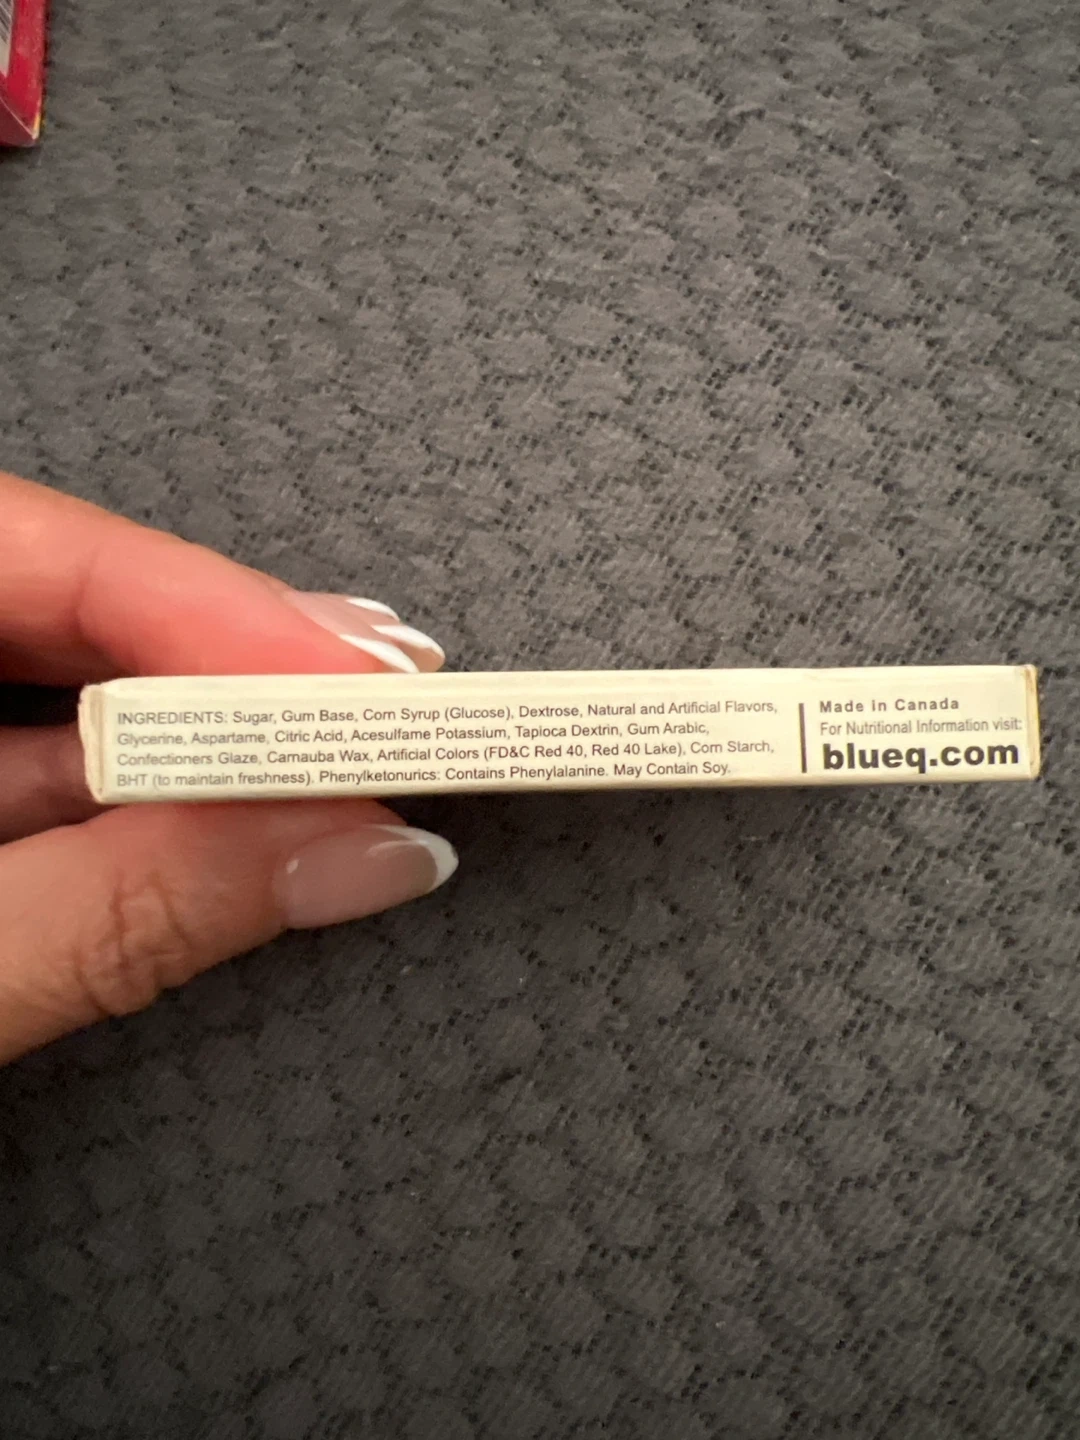 INGREDIENTS: Sugar, Gum Base, Corn Syrup (Glucose), Dextrose, Natural and Artificial Flavors,
Glycerine, Aspartame, Citric Acid, Acesulfame Potassium, Tapioca Dextrin, Gum Arabic,
Confectioners Glaze, Carnauba Wax, Artificial Colors (FD&C Red 40, Red 40 Lake), Corn Starch,
BHT (to maintain freshness). Phenylketonurics: Contains Phenylalanine. May Contain Soy.
Made in Canada
For Nutritional Information visit:
blueq.com